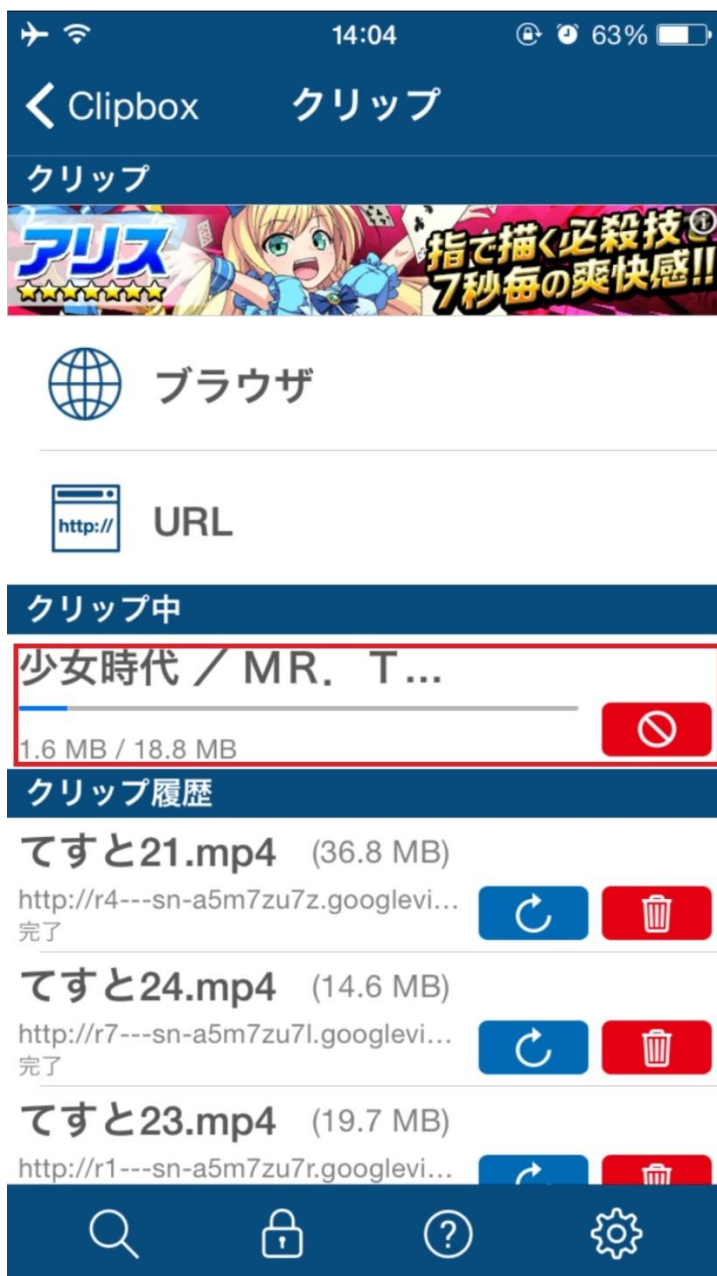 14:04 63%
Clipbox クリップ
クリップ
アリス
★★★★★★★
指で描く必殺技で
7秒毎の爽快感!!
ブラウザ
http:// URL
クリップ中
少女時代 ／ ＭＲ． Ｔ...
1.6 MB / 18.8 MB
クリップ履歴
てすと21.mp4 (36.8 MB)
http://r4---sn-a5m7zu7z.googlevi...
完了
てすと24.mp4 (14.6 MB)
http://r7---sn-a5m7zu7l.googlevi...
完了
てすと23.mp4 (19.7 MB)
http://r1---sn-a5m7zu7r.googlevi...